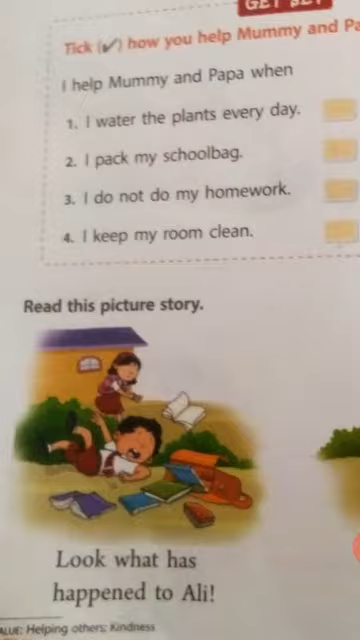 GET SET
Tick (✓) how you help Mummy and
I help Mummy and Papa when
1. I water the plants every day.
2. I pack my schoolbag.
3. I do not do my homework.
4. I keep my room clean.
Read this picture story.
Look what has
happened to Ali!
Helping others; Kindness